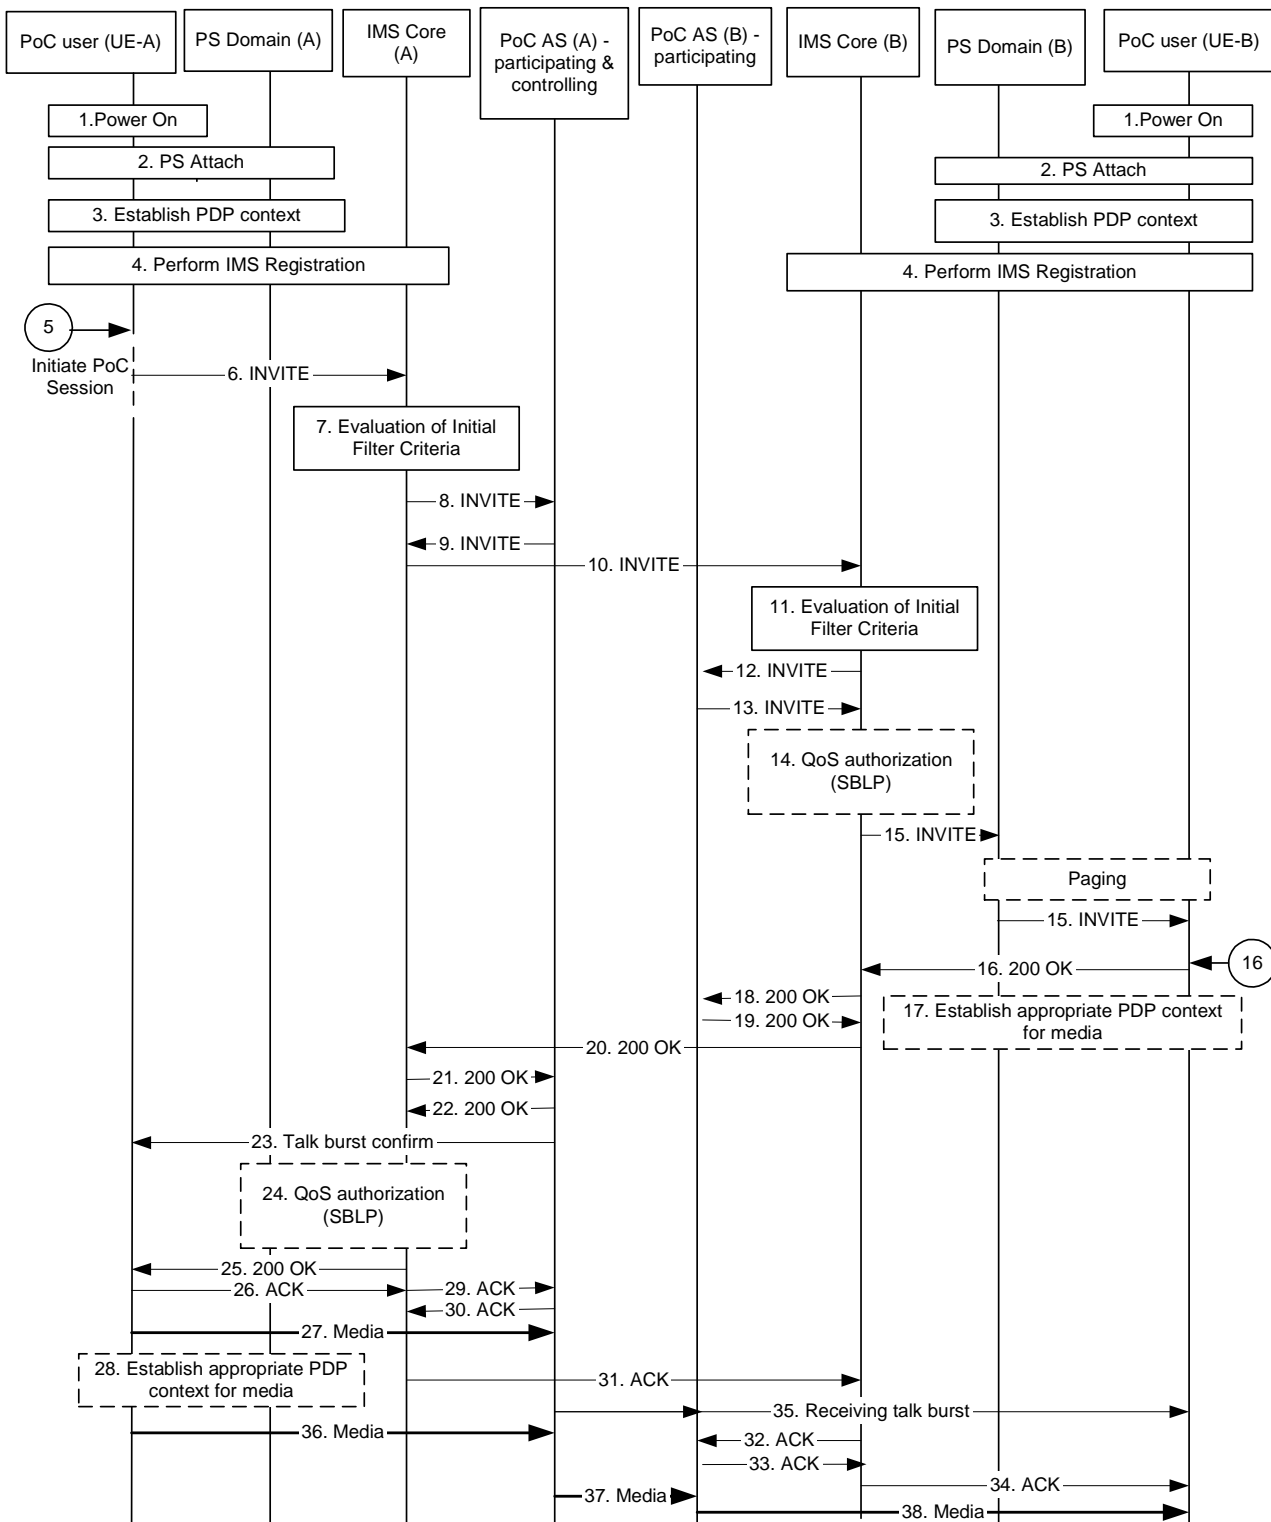 PoC user (UE-A)
PS Domain (A)
IMS Core
(A)
PoC AS (A) -
participating &
controlling
PoC AS (B) -
participating
IMS Core (B)
PS Domain (B)
PoC user (UE-B)
1.Power On
1.Power On
2. PS Attach
2. PS Attach
3. Establish PDP context
3. Establish PDP context
4. Perform IMS Registration
4. Perform IMS Registration
5
Initiate PoC
Session
6. INVITE
7. Evaluation of Initial
Filter Criteria
8. INVITE
9. INVITE
10. INVITE
11. Evaluation of Initial
Filter Criteria
12. INVITE
13. INVITE
14. QoS authorization
(SBLP)
15. INVITE
Paging
15. INVITE
16. 200 OK
16
18. 200 OK
17. Establish appropriate PDP context
for media
19. 200 OK
20. 200 OK
21. 200 OK
22. 200 OK
23. Talk burst confirm
24. QoS authorization
(SBLP)
25. 200 OK
26. ACK
29. ACK
30. ACK
27. Media
28. Establish appropriate PDP
context for media
31. ACK
35. Receiving talk burst
36. Media
32. ACK
33. ACK
34. ACK
37. Media
38. Media